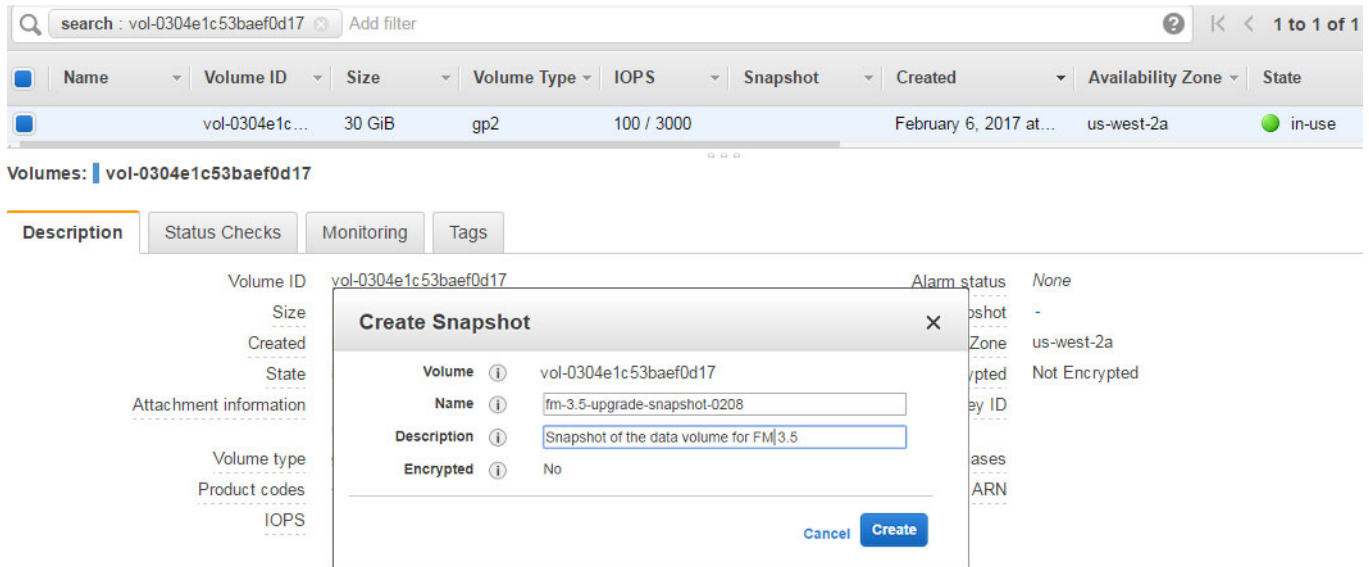 search : vol-0304e1c53baef0d17 Add filter 1 to 1 of 1
Name Volume ID Size Volume Type IOPS Snapshot Created Availability Zone State
vol-0304e1c... 30 GiB gp2 100 / 3000 February 6, 2017 at... us-west-2a in-use
Volumes: vol-0304e1c53baef0d17
Description Status Checks Monitoring Tags
Volume ID vol-0304e1c53baef0d17 Alarm status None
Size pshot -
Created Zone us-west-2a
State ypted Not Encrypted
Attachment information ey ID
Volume type ases
Product codes ARN
IOPS
Create Snapshot
Volume vol-0304e1c53baef0d17
Name fm-3.5-upgrade-snapshot-0208
Description Snapshot of the data volume for FM 3.5
Encrypted No
Cancel Create